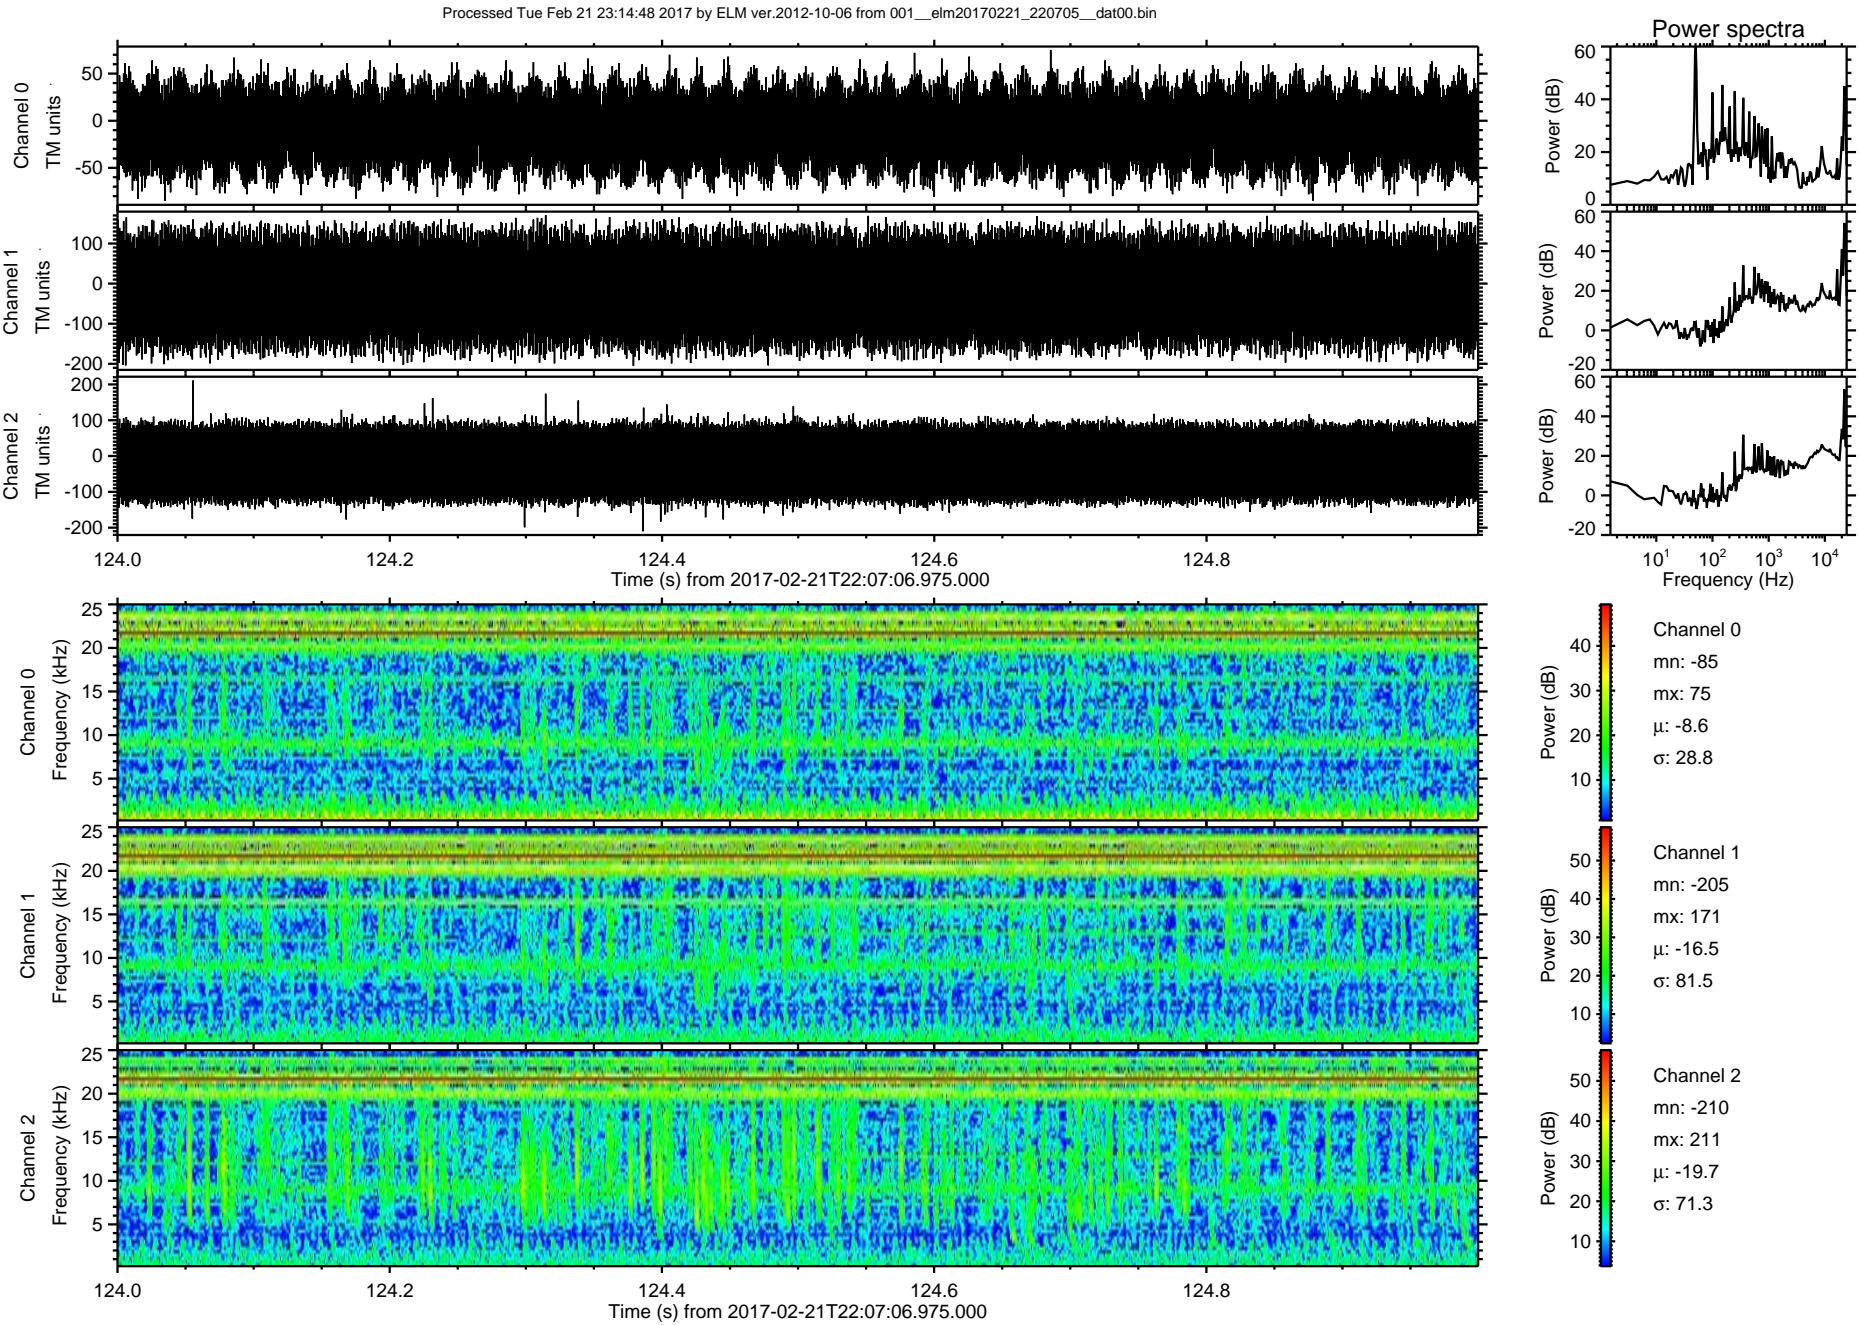 Processed Tue Feb 21 23:14:48 2017 by ELM ver.2012-10-06 from 001__elm20170221_220705__dat00.bin
Power spectra
Channel 0
TM units
50
0
-50
Power (dB)
60
40
20
0
Channel 1
TM units
100
0
-100
-200
Power (dB)
60
40
20
0
-20
Channel 2
TM units
200
100
0
-100
-200
Power (dB)
60
40
20
0
-20
124.0 124.2 124.4 124.6 124.8
Time (s) from 2017-02-21T22:07:06.975.000
10^1 10^2 10^3 10^4
Frequency (Hz)
Channel 0
Frequency (kHz)
25
20
15
10
5
Power (dB)
40
30
20
10
Channel 0
mn: -85
mx: 75
μ: -8.6
σ: 28.8
Channel 1
Frequency (kHz)
25
20
15
10
5
Power (dB)
50
40
30
20
10
Channel 1
mn: -205
mx: 171
μ: -16.5
σ: 81.5
Channel 2
Frequency (kHz)
25
20
15
10
5
Power (dB)
50
40
30
20
10
Channel 2
mn: -210
mx: 211
μ: -19.7
σ: 71.3
124.0 124.2 124.4 124.6 124.8
Time (s) from 2017-02-21T22:07:06.975.000